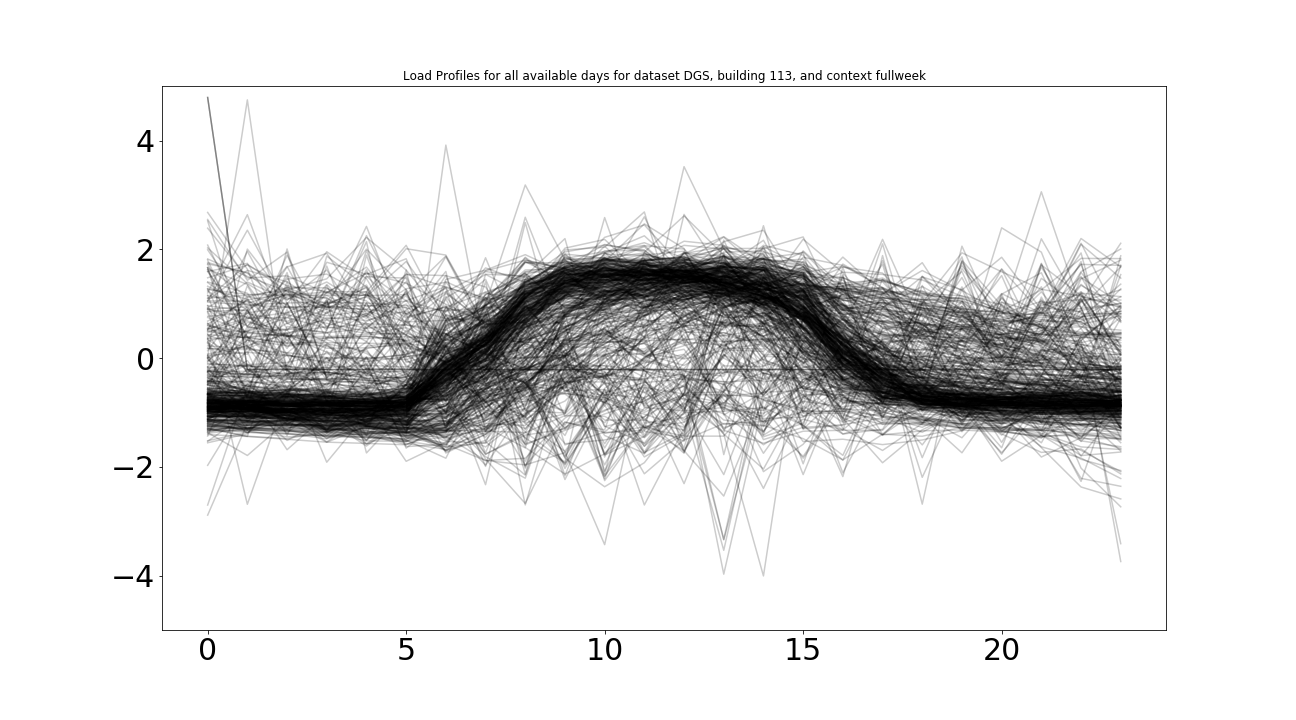 Load Profiles for all available days for dataset DGS, building 113, and context fullweek
4
2
0
−2
−4
0 5 10 15 20